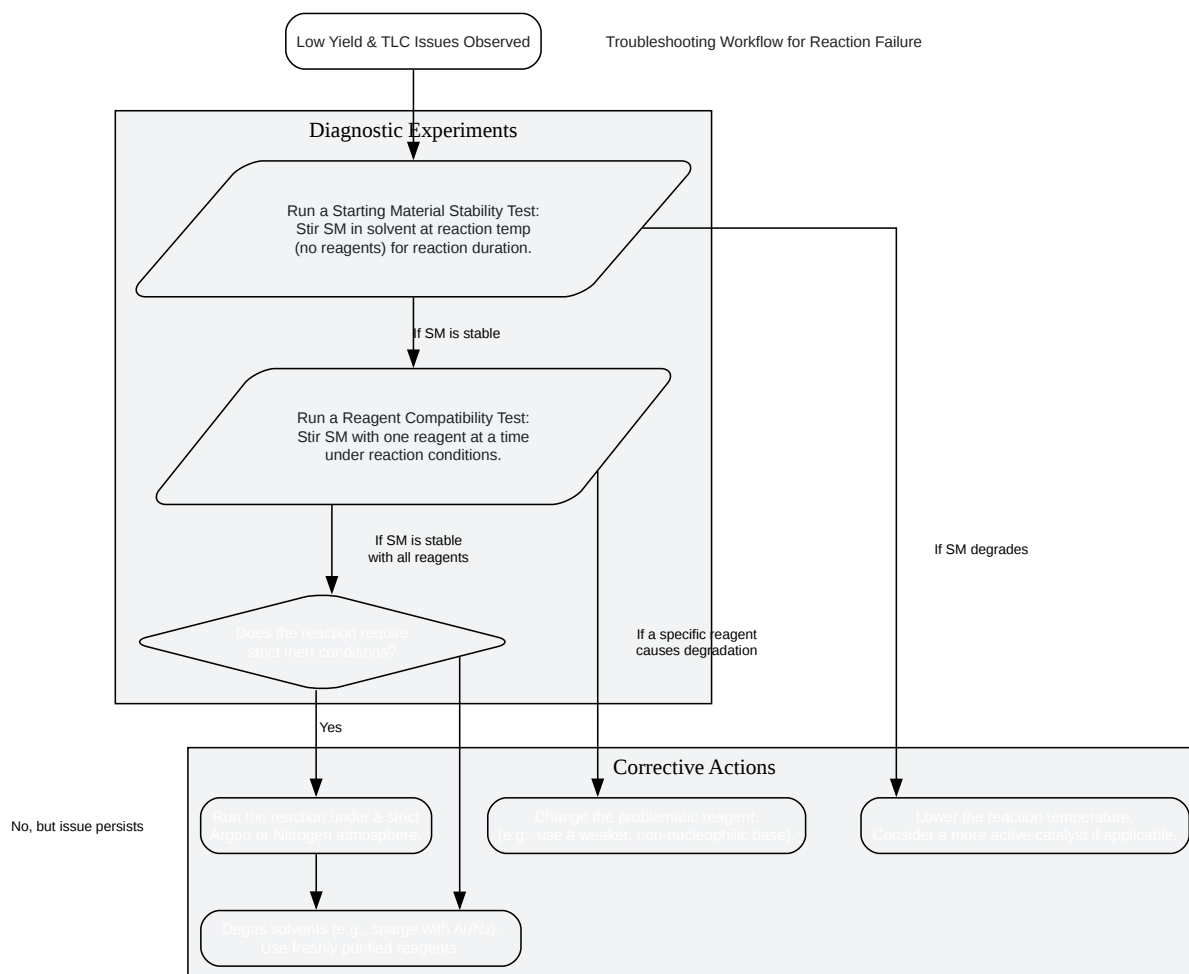 Low Yield & TLC Issues Observed
Troubleshooting Workflow for Reaction Failure
Diagnostic Experiments
Run a Starting Material Stability Test:
Stir SM in solvent at reaction temp
(no reagents) for reaction duration.
If SM is stable
Run a Reagent Compatibility Test:
Stir SM with one reagent at a time
under reaction conditions.
If SM is stable
with all reagents
If SM degrades
Does the reaction require
strict inert conditions?
If a specific reagent
causes degradation
Yes
Corrective Actions
No, but issue persists
Run the reaction under a strict
Argon or Nitrogen atmosphere.
Change the problematic reagent.
(e.g., use a weaker, non-nucleophilic base).
Lower the reaction temperature.
Consider a more active catalyst if applicable.
Degas solvents (e.g., sparge with Ar/N₂).
Use freshly purified reagents.